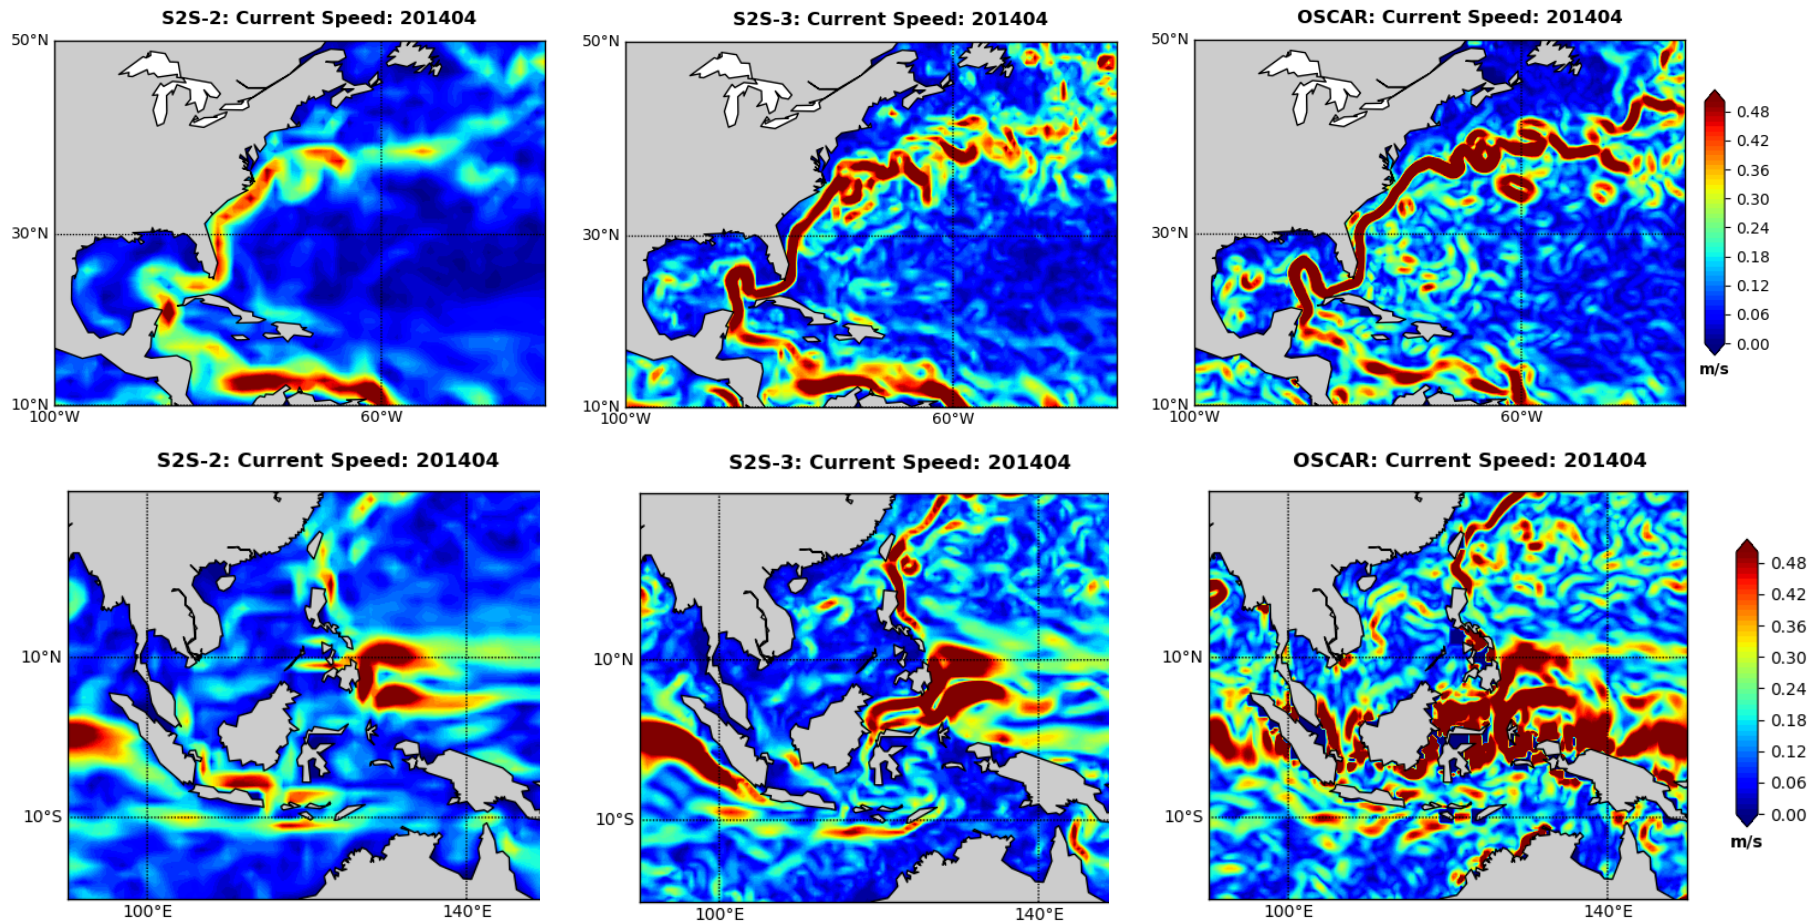 S2S-2: Current Speed: 201404
S2S-3: Current Speed: 201404
OSCAR: Current Speed: 201404
50°N
30°N
10°N
100°W
60°W
50°N
30°N
10°N
100°W
60°W
50°N
30°N
10°N
100°W
60°W
0.48
0.42
0.36
0.30
0.24
0.18
0.12
0.06
0.00
m/s
S2S-2: Current Speed: 201404
S2S-3: Current Speed: 201404
OSCAR: Current Speed: 201404
10°N
10°S
100°E
140°E
10°N
10°S
100°E
140°E
10°N
10°S
100°E
140°E
0.48
0.42
0.36
0.30
0.24
0.18
0.12
0.06
0.00
m/s